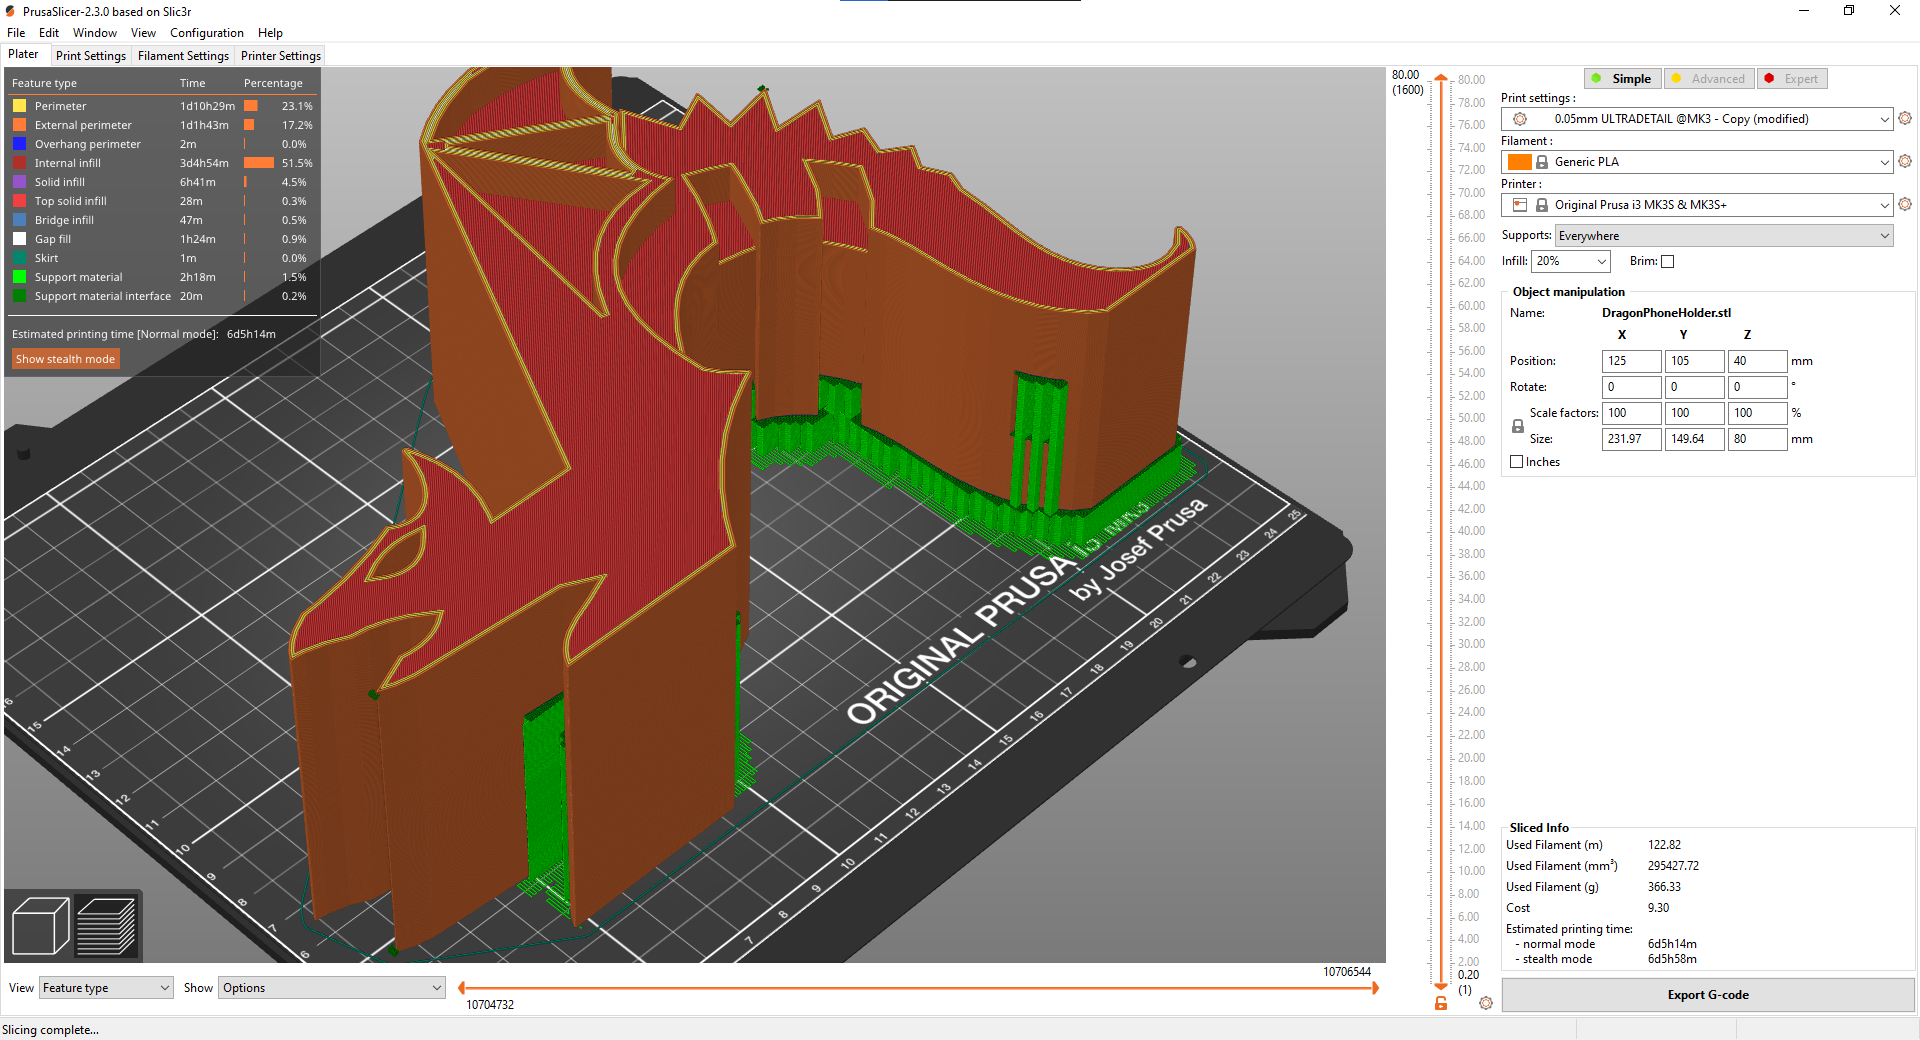 PrusaSlicer-2.3.0 based on Slic3r
File Edit Window View Configuration Help
Plater Print Settings Filament Settings Printer Settings
Feature type Time Percentage
Perimeter 1d10h29m 23.1%
External perimeter 1d1h43m 17.2%
Overhang perimeter 2m 0.0%
Internal infill 3d4h54m 51.5%
Solid infill 6h41m 4.5%
Top solid infill 28m 0.3%
Bridge infill 47m 0.5%
Gap fill 1h24m 0.9%
Skirt 1m 0.0%
Support material 2h18m 1.5%
Support material interface 20m 0.2%
Estimated printing time [Normal mode]: 6d5h14m
Show stealth mode
ORIGINAL PRUSA
by Josef Prusa
6
7
8
9
10
11
12
13
14
15
7
8
9
10
11
12
13
14
15
16
17
18
19
20
21
22
23
24
25
80.00
(1600)
80.00
78.00
76.00
74.00
72.00
70.00
68.00
66.00
64.00
62.00
60.00
58.00
56.00
54.00
52.00
50.00
48.00
46.00
44.00
42.00
40.00
38.00
36.00
34.00
32.00
30.00
28.00
26.00
24.00
22.00
20.00
18.00
16.00
14.00
12.00
10.00
8.00
6.00
4.00
2.00
0.20
(1)
Simple Advanced Expert
Print settings :
0.05mm ULTRADETAIL @MK3 - Copy (modified)
Filament :
Generic PLA
Printer :
Original Prusa i3 MK3S & MK3S+
Supports: Everywhere
Infill: 20% Brim:
Object manipulation
Name: DragonPhoneHolder.stl
X Y Z
Position: 125 105 40 mm
Rotate: 0 0 0 °
Scale factors: 100 100 100 %
Size: 231.97 149.64 80 mm
Inches
Sliced Info
Used Filament (m) 122.82
Used Filament (mm³) 295427.72
Used Filament (g) 366.33
Cost 9.30
Estimated printing time:
- normal mode 6d5h14m
- stealth mode 6d5h58m
Export G-code
View Feature type Show Options
10706544
10704732
Slicing complete...